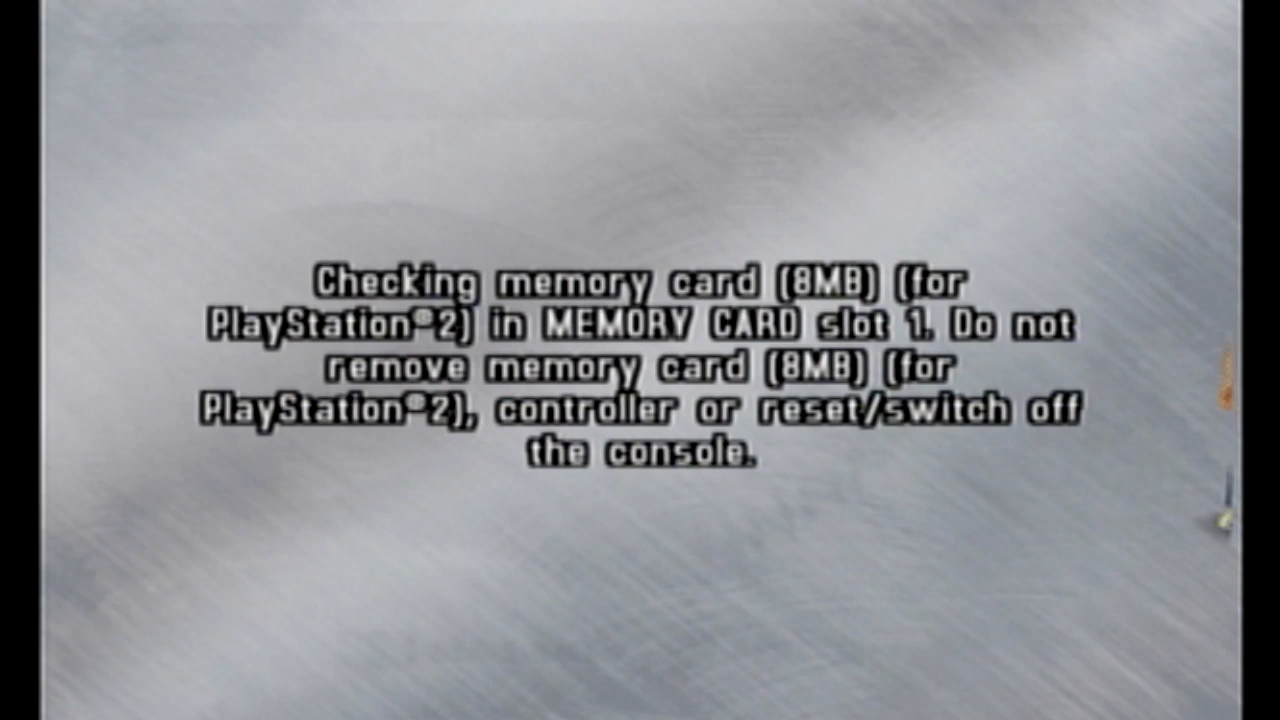 Checking memory card (8MB) (for
PlayStation®2) in MEMORY CARD slot 1. Do not
remove memory card (8MB) (for
PlayStation®2), controller or reset/switch off
the console.